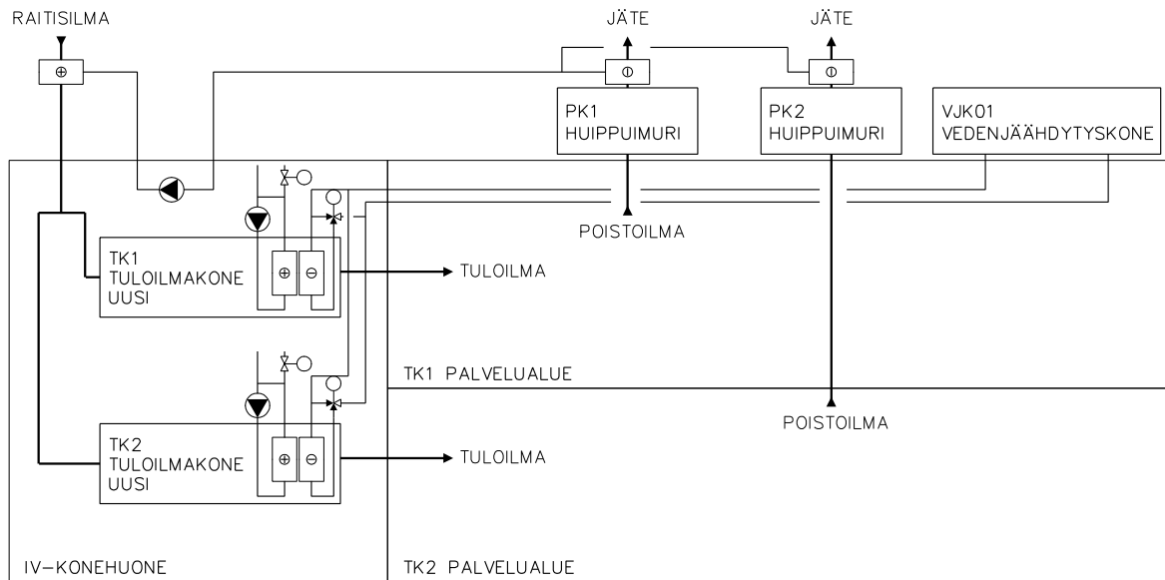 RAITISILMA
JÄTE
JÄTE
PK1
HUIPPUIMURI
PK2
HUIPPUIMURI
VJK01
VEDENJÄÄHDYTYSKONE
POISTOILMA
TK1
TULOILMAKONE
UUSI
TULOILMA
TK1 PALVELUALUE
POISTOILMA
TK2
TULOILMAKONE
UUSI
TULOILMA
IV-KONEHUONE
TK2 PALVELUALUE